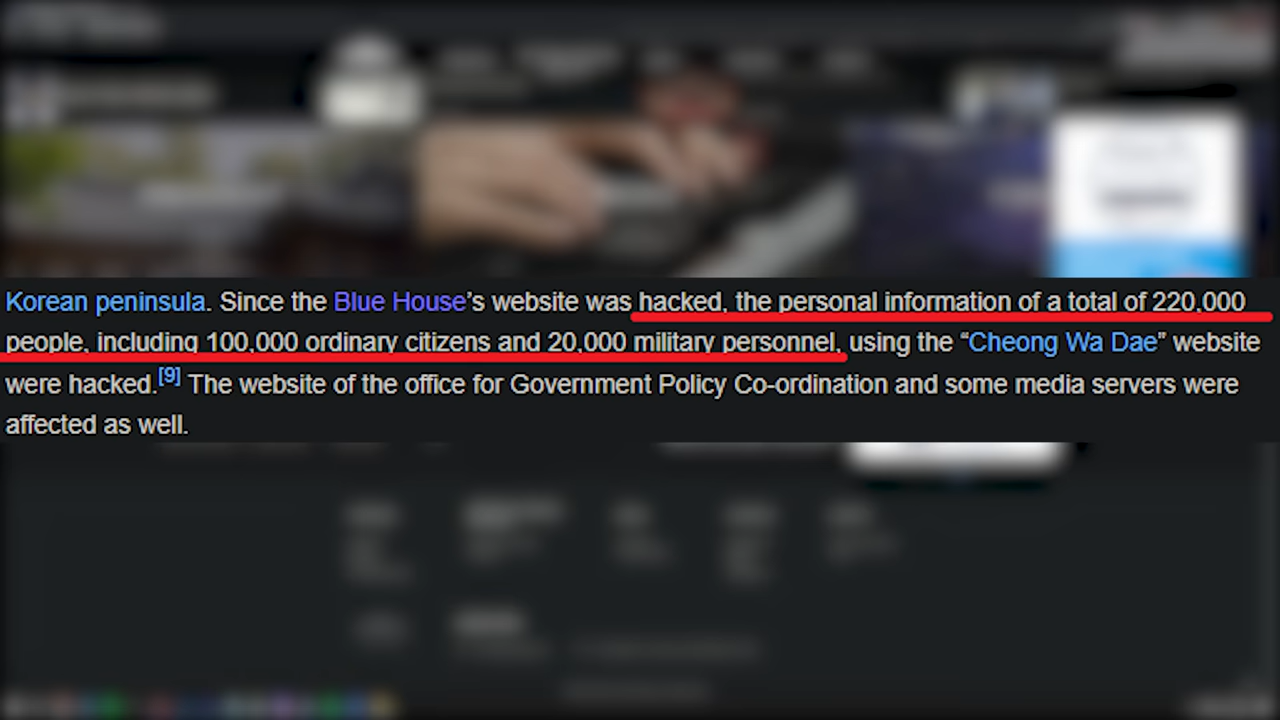 Korean peninsula. Since the Blue House’s website was hacked, the personal information of a total of 220,000
people, including 100,000 ordinary citizens and 20,000 military personnel, using the “Cheong Wa Dae” website
were hacked.[9] The website of the office for Government Policy Co-ordination and some media servers were
affected as well.